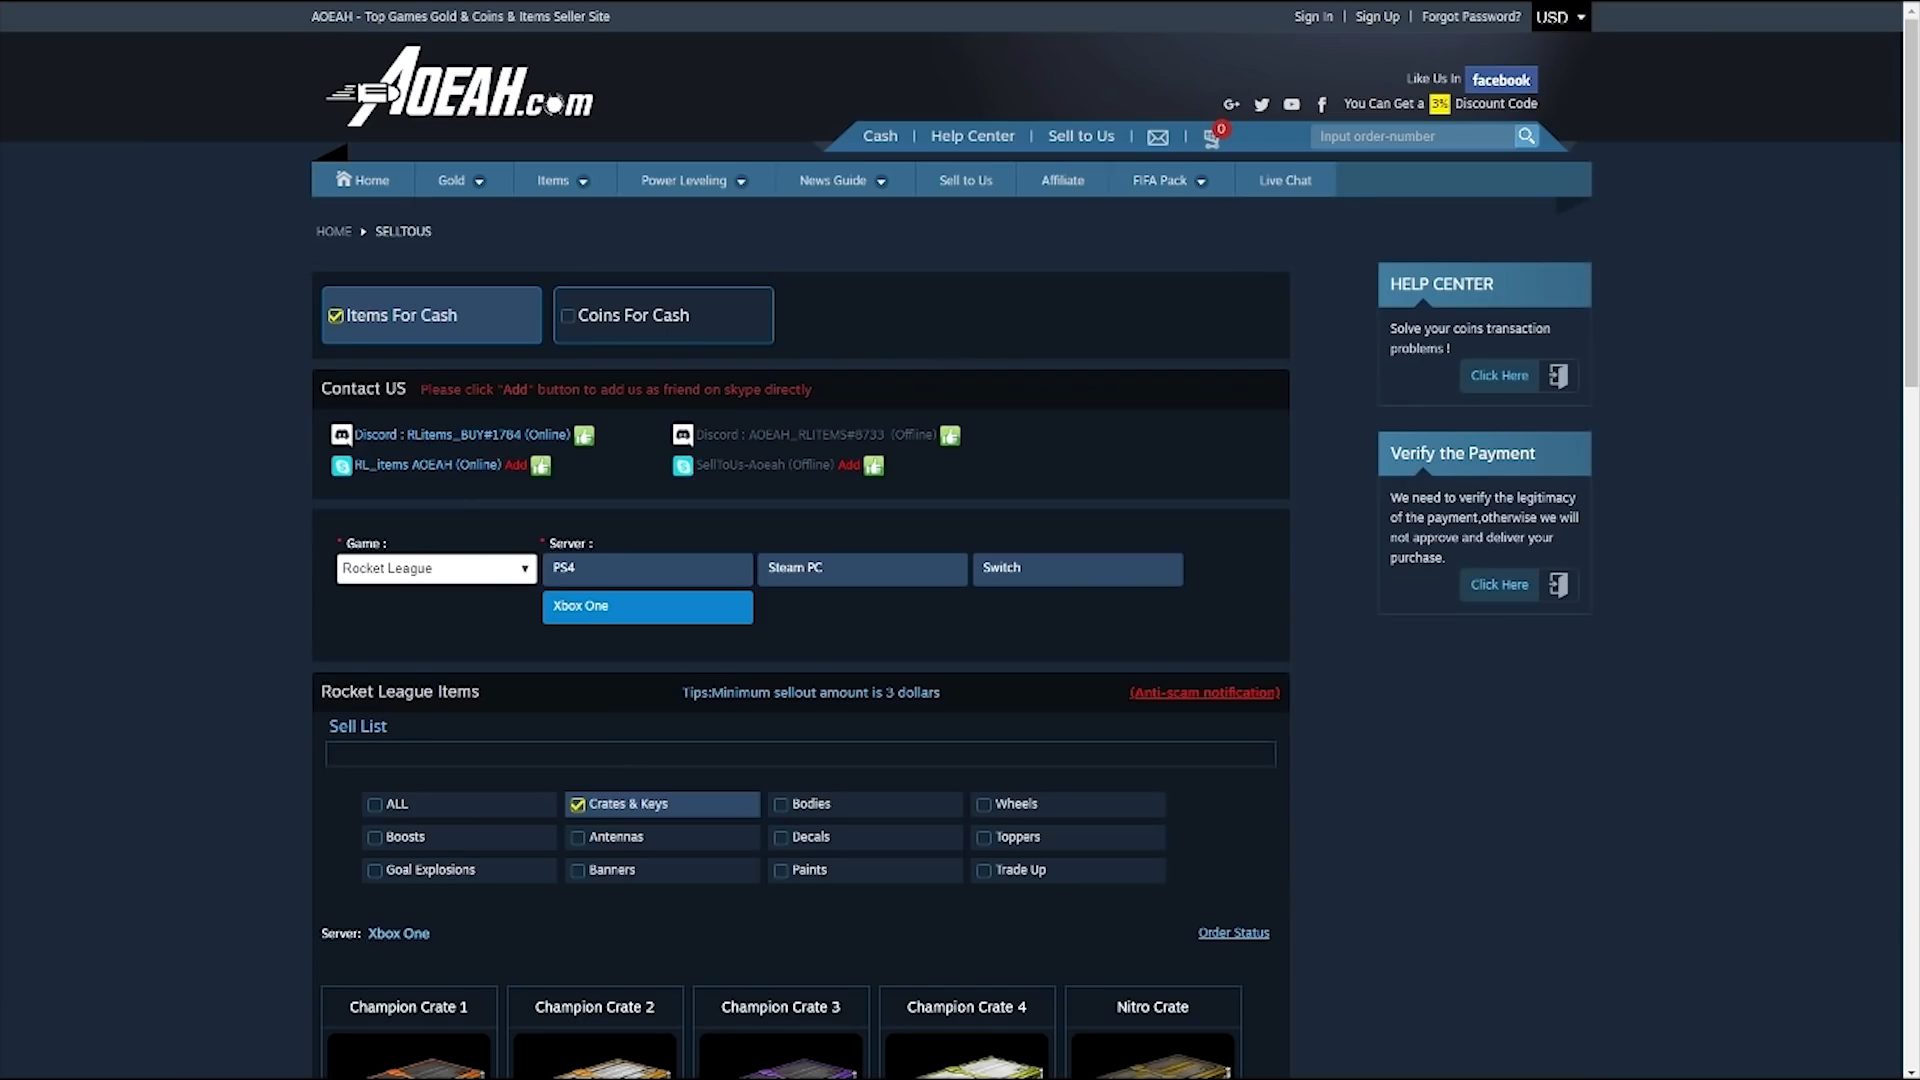 AOEAH - Top Games Gold & Coins & Items Seller Site
Sign In | Sign Up | Forgot Password? USD
AOEAH.com
Like Us In facebook
You Can Get a 3% Discount Code
Cash | Help Center | Sell to Us | | 0 Input order-number
Home Gold Items Power Leveling News Guide Sell to Us Affiliate FIFA Pack Live Chat
HOME SELLTOUS
Items For Cash Coins For Cash
Contact US Please click "Add" button to add us as friend on skype directly
Discord : RLitems_BUY#1784 (Online) Discord : AOEAH_RLITEMS#8733 (Offline)
RL_items AOEAH (Online) Add SellToUs-Aoeah (Offline) Add
* Game : * Server :
Rocket League PS4 Steam PC Switch
Xbox One
Rocket League Items Tips:Minimum sellout amount is 3 dollars (Anti-scam notification)
Sell List
ALL Crates & Keys Bodies Wheels
Boosts Antennas Decals Toppers
Goal Explosions Banners Paints Trade Up
Server: Xbox One Order Status
Champion Crate 1 Champion Crate 2 Champion Crate 3 Champion Crate 4 Nitro Crate
HELP CENTER
Solve your coins transaction
problems !
Click Here
Verify the Payment
We need to verify the legitimacy
of the payment,otherwise we will
not approve and deliver your
purchase.
Click Here